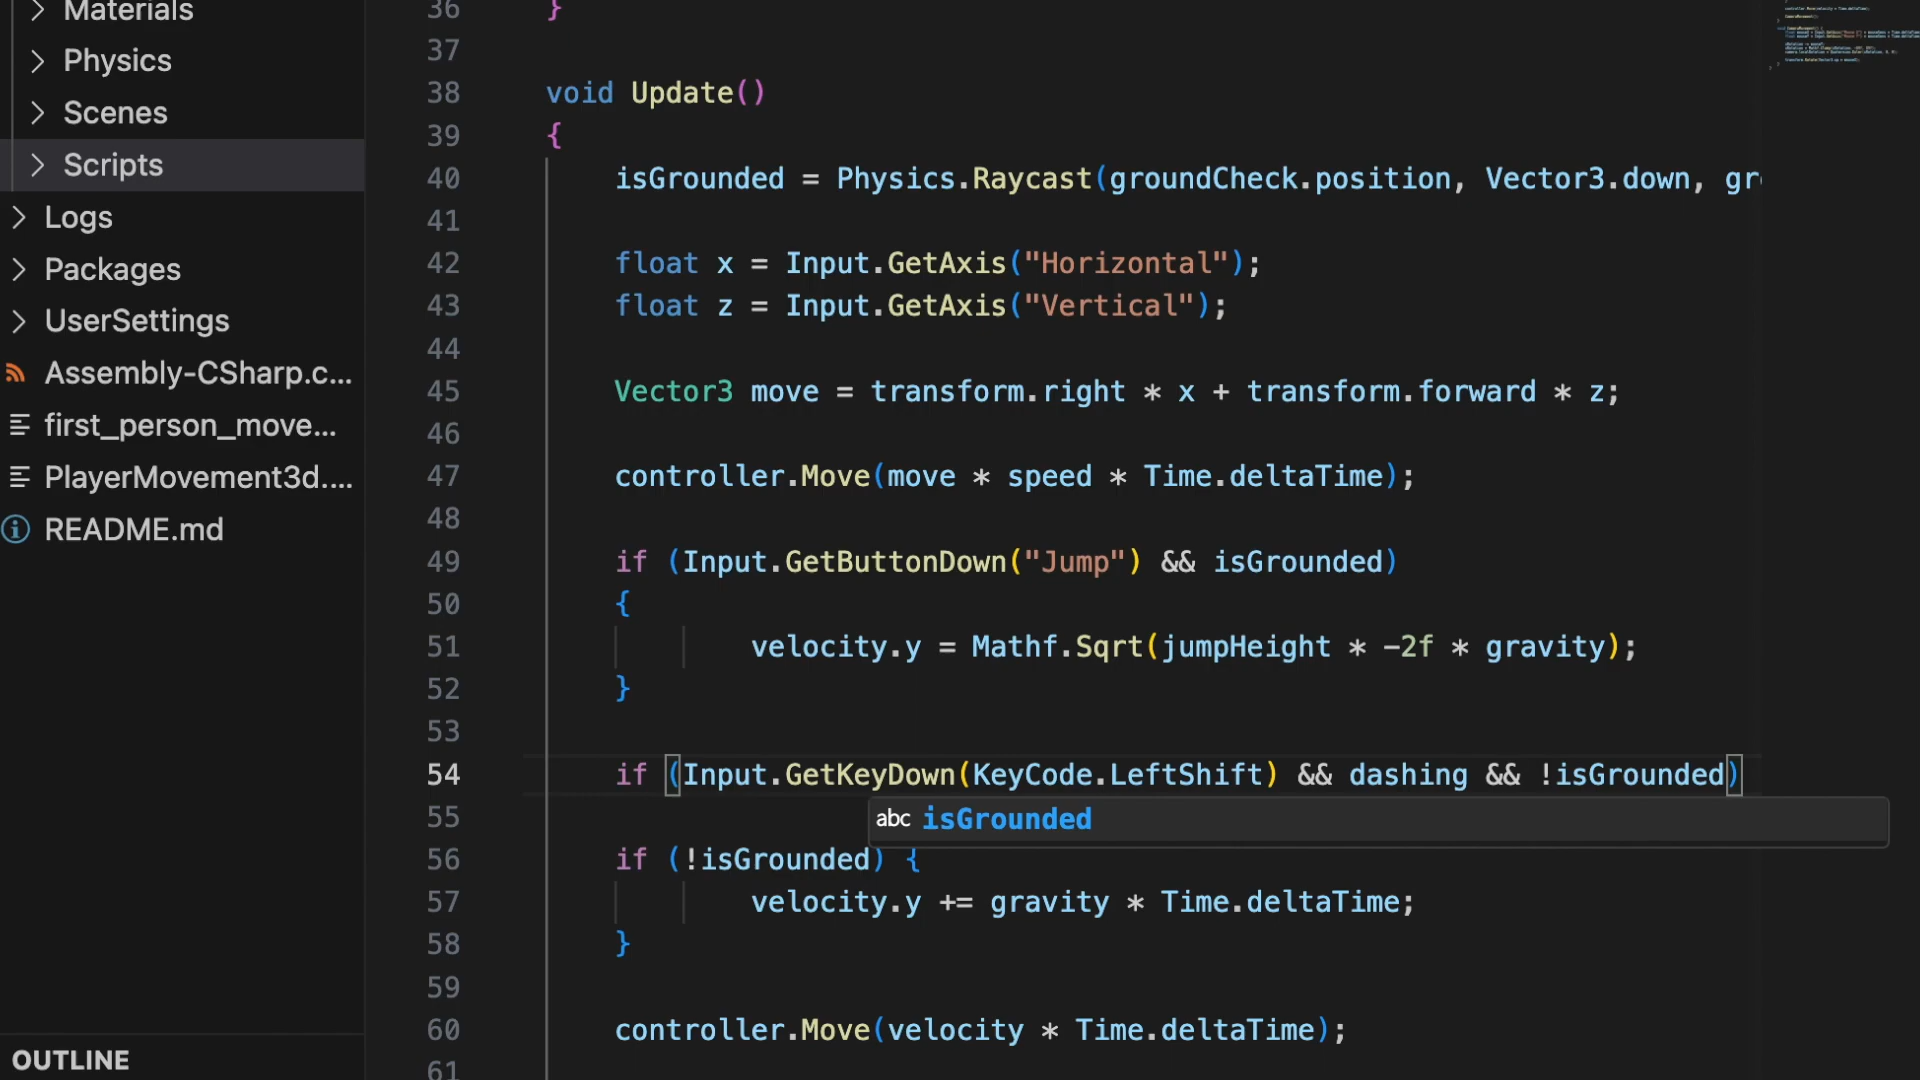 Materials
Physics
Scenes
Scripts
Logs
Packages
UserSettings
Assembly-CSharp.c...
first_person_move...
PlayerMovement3d....
README.md
OUTLINE
36 }
37
38 void Update()
39 {
40 isGrounded = Physics.Raycast(groundCheck.position, Vector3.down, gr
41
42 float x = Input.GetAxis("Horizontal");
43 float z = Input.GetAxis("Vertical");
44
45 Vector3 move = transform.right * x + transform.forward * z;
46
47 controller.Move(move * speed * Time.deltaTime);
48
49 if (Input.GetButtonDown("Jump") && isGrounded)
50 {
51 velocity.y = Mathf.Sqrt(jumpHeight * -2f * gravity);
52 }
53
54 if (Input.GetKeyDown(KeyCode.LeftShift) && dashing && !isGrounded)
abc isGrounded
55
56 if (!isGrounded) {
57 velocity.y += gravity * Time.deltaTime;
58 }
59
60 controller.Move(velocity * Time.deltaTime);
61